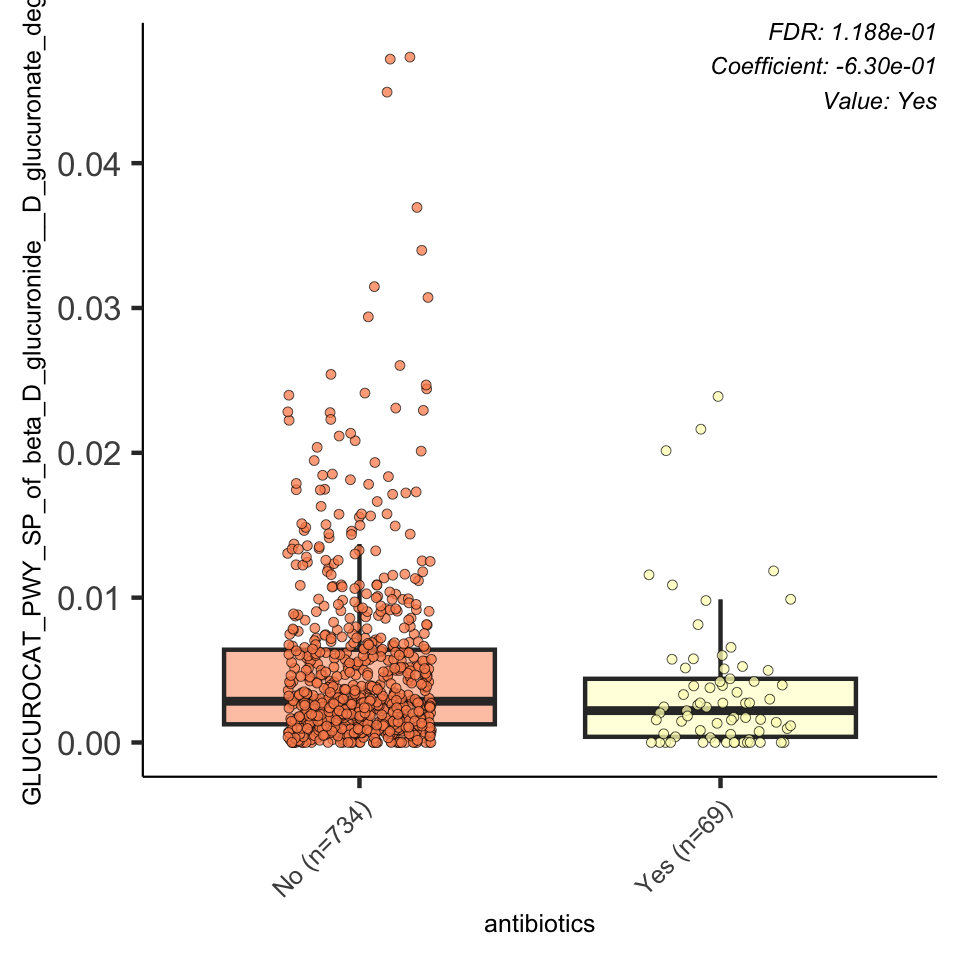 FDR: 1.188e-01
Coefficient: -6.30e-01
Value: Yes
GLUCUROCAT_PWY_SP_of_beta_D_glucuronide__D_glucuronate_deg
0.04
0.03
0.02
0.01
0.00
No (n=734)
Yes (n=69)
antibiotics